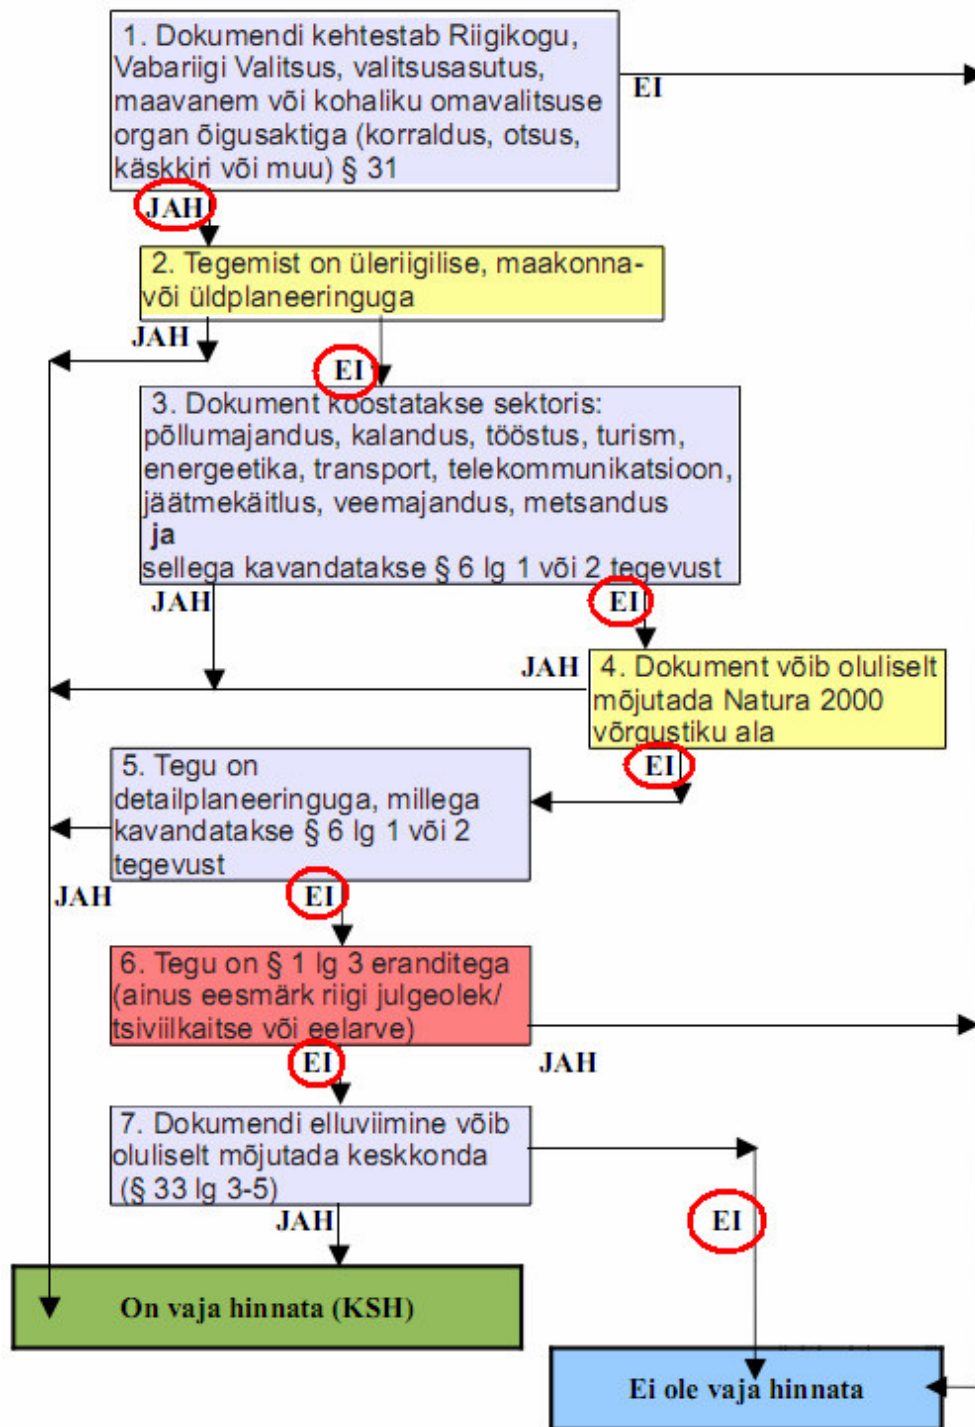 1. Dokumendi kehtestab Riigikogu,
Vabariigi Valitsus, valitsusasutus,
maavanem või kohaliku omavalitsuse
organ õigusaktiga (korraldus, otsus,
käskkiri või muu) § 31
EI
JAH
2. Tegemist on üleriigilise, maakonna-
või üldplaneeringuga
JAH
EI
3. Dokument koostatakse sektoris:
põllumajandus, kalandus, tööstus, turism,
energeetika, transport, telekommunikatsioon,
jäätmekäitlus, veemajandus, metsandus
ja
sellega kavandatakse § 6 lg 1 või 2 tegevust
JAH
EI
JAH
4. Dokument võib oluliselt
mõjutada Natura 2000
võrgustiku ala
EI
5. Tegu on
detailplaneeringuga, millega
kavandatakse § 6 lg 1 või 2
tegevust
JAH
EI
6. Tegu on § 1 lg 3 eranditega
(ainus eesmärk riigi julgeolek/
tsiviilkaitse või eelarve)
EI
JAH
7. Dokumendi elluviimine võib
oluliselt mõjutada keskkonda
(§ 33 lg 3-5)
JAH
EI
On vaja hinnata (KSH)
Ei ole vaja hinnata